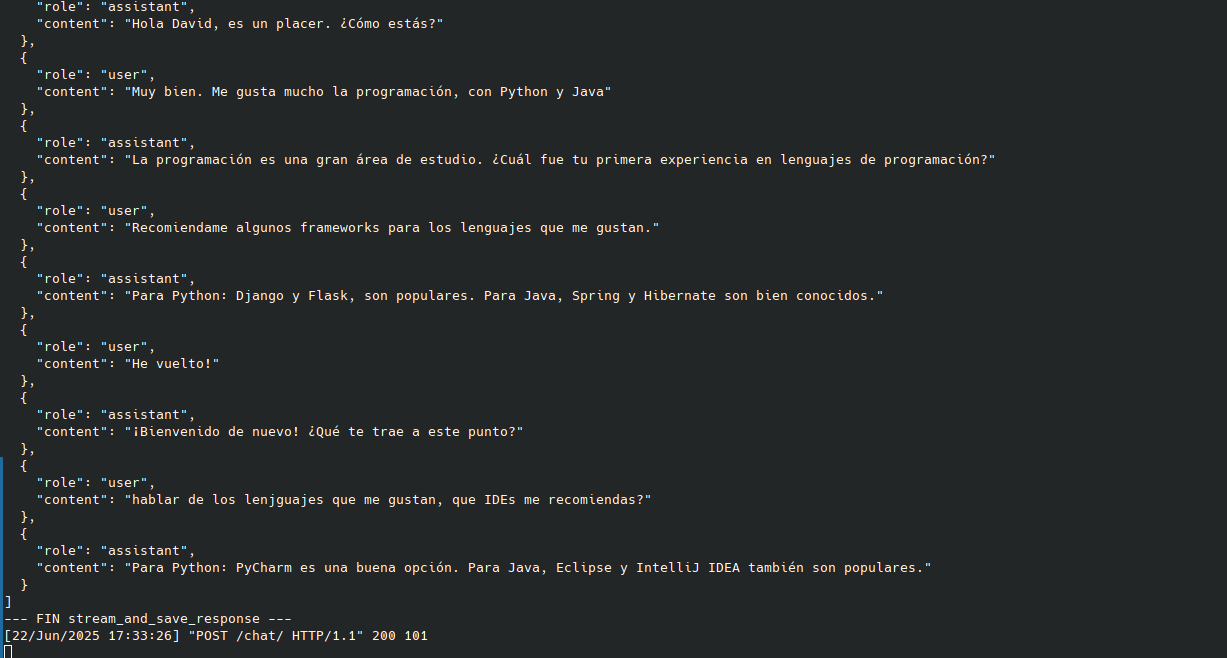 "role": "assistant",
"content": "Hola David, es un placer. ¿Cómo estás?"
},
{
"role": "user",
"content": "Muy bien. Me gusta mucho la programación, con Python y Java"
},
{
"role": "assistant",
"content": "La programación es una gran área de estudio. ¿Cuál fue tu primera experiencia en lenguajes de programación?"
},
{
"role": "user",
"content": "Recomiendame algunos frameworks para los lenguajes que me gustan."
},
{
"role": "assistant",
"content": "Para Python: Django y Flask, son populares. Para Java, Spring y Hibernate son bien conocidos."
},
{
"role": "user",
"content": "He vuelto!"
},
{
"role": "assistant",
"content": "¡Bienvenido de nuevo! ¿Qué te trae a este punto?"
},
{
"role": "user",
"content": "hablar de los lenjguajes que me gustan, que IDEs me recomiendas?"
},
{
"role": "assistant",
"content": "Para Python: PyCharm es una buena opción. Para Java, Eclipse y IntelliJ IDEA también son populares."
}
]
--- FIN stream_and_save_response ---
[22/Jun/2025 17:33:26] "POST /chat/ HTTP/1.1" 200 101